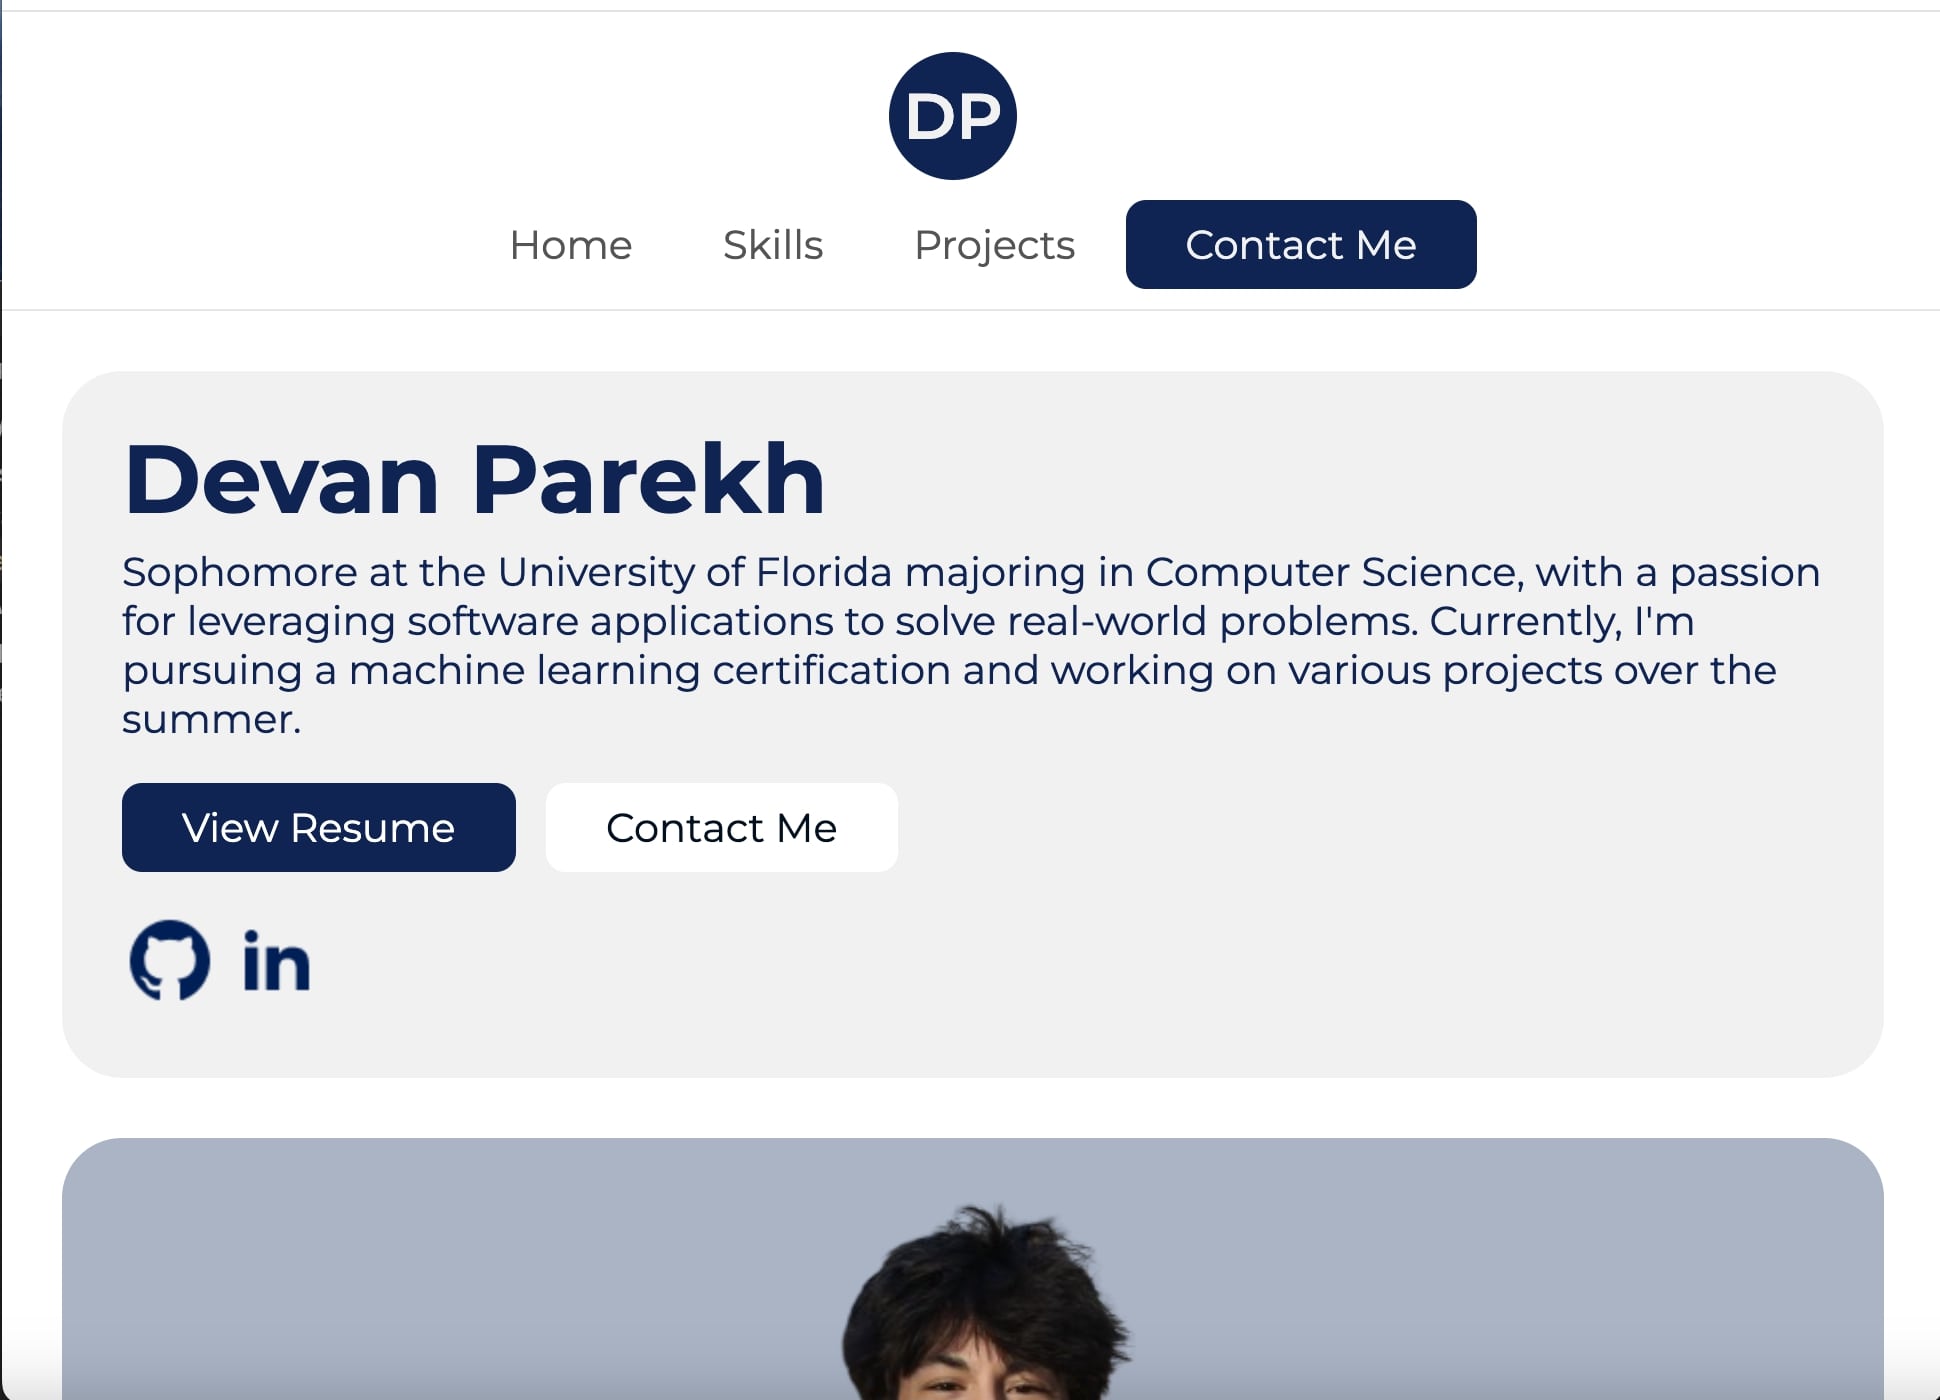 DP
Home Skills Projects Contact Me
Devan Parekh
Sophomore at the University of Florida majoring in Computer Science, with a passion
for leveraging software applications to solve real-world problems. Currently, I'm
pursuing a machine learning certification and working on various projects over the
summer.
View Resume Contact Me
in